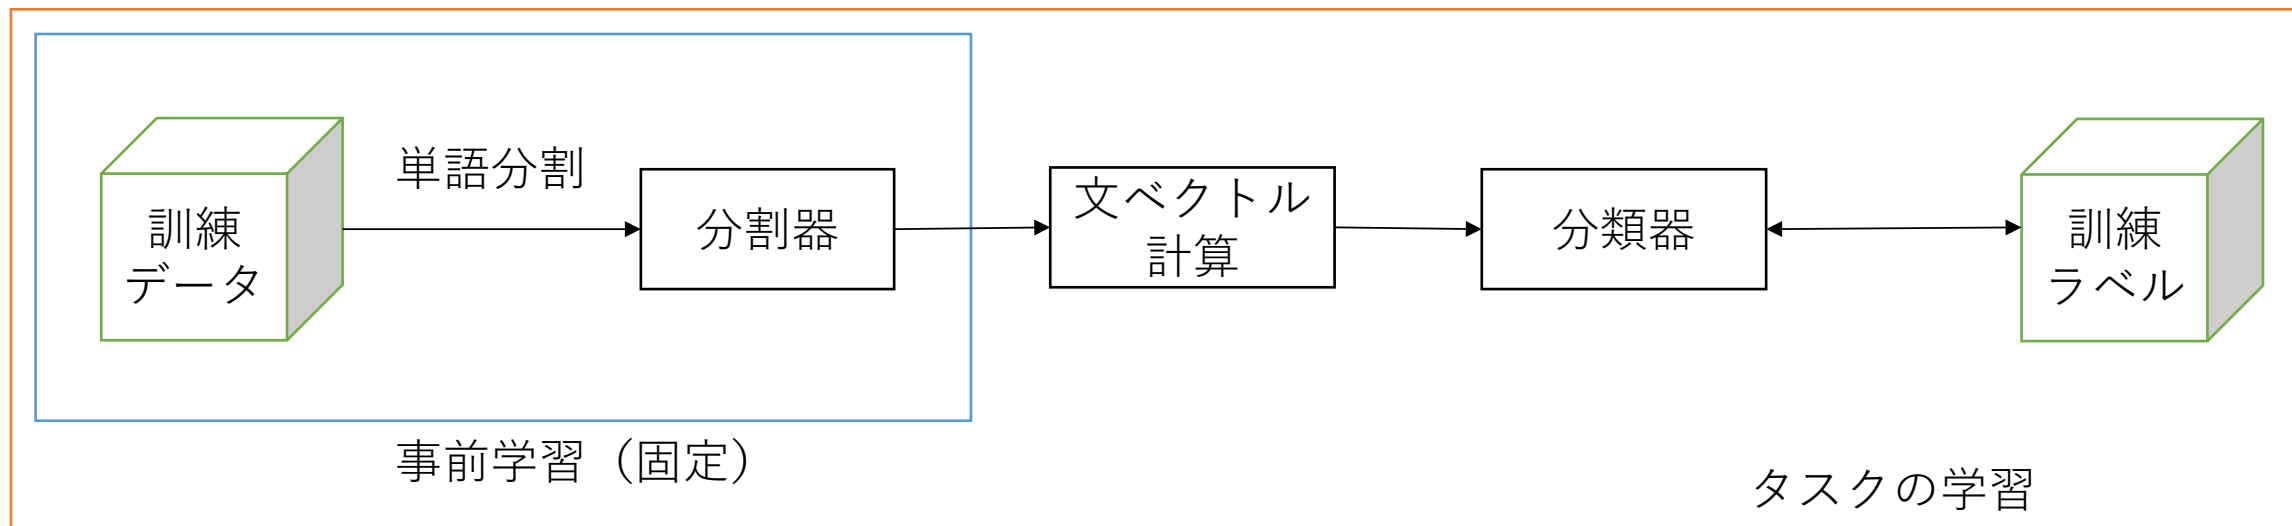 訓練
データ
単語分割
分割器
文ベクトル
計算
分類器
訓練
ラベル
事前学習（固定）
タスクの学習